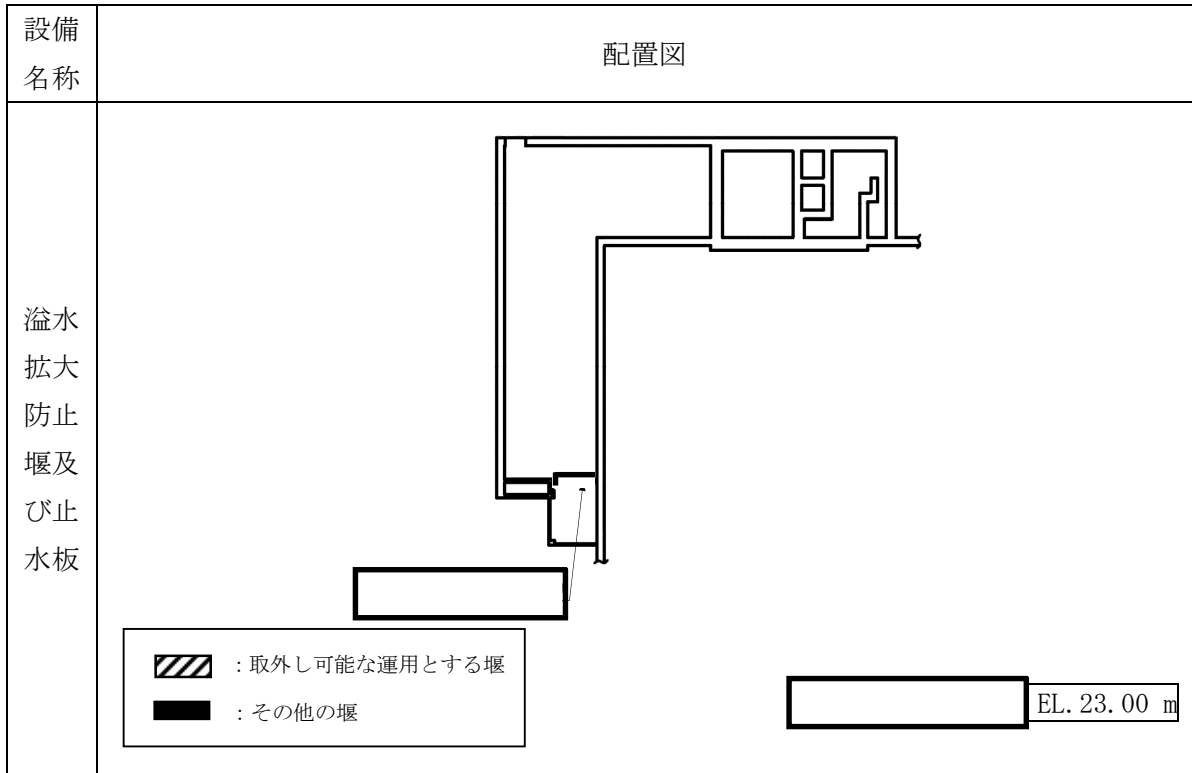 設備
名称
配置図
溢水
拡大
防止
堰及
び止
水板
：取外し可能な運用とする堰
：その他の堰
EL.23.00 m